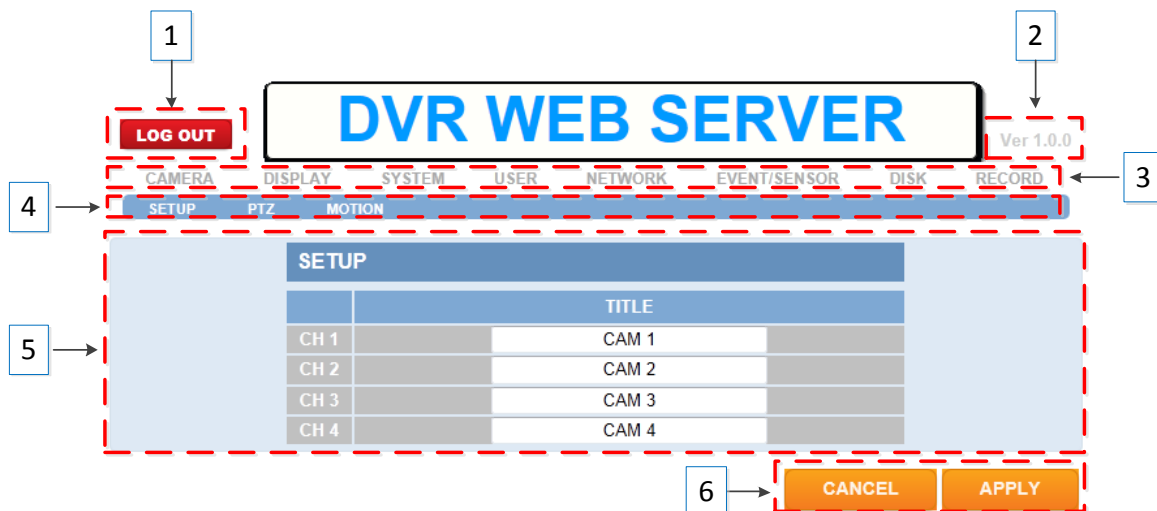 1
2
DVR WEB SERVER
LOG OUT
Ver 1.0.0
CAMERA DISPLAY SYSTEM USER NETWORK EVENT/SENSOR DISK RECORD
3
4
SETUP PTZ MOTION
SETUP
TITLE
CH 1 CAM 1
5
CH 2 CAM 2
CH 3 CAM 3
CH 4 CAM 4
6
CANCEL APPLY